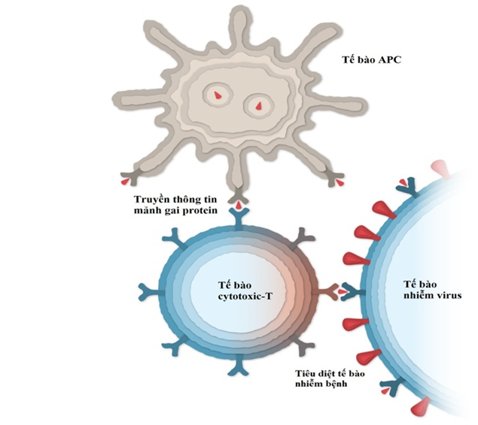 Tế bào APC
Truyền thông tin
mảnh gai protein
Tế bào
cytotoxic-T
Tế bào
nhiễm virus
Tiêu diệt tế bào
nhiễm bệnh